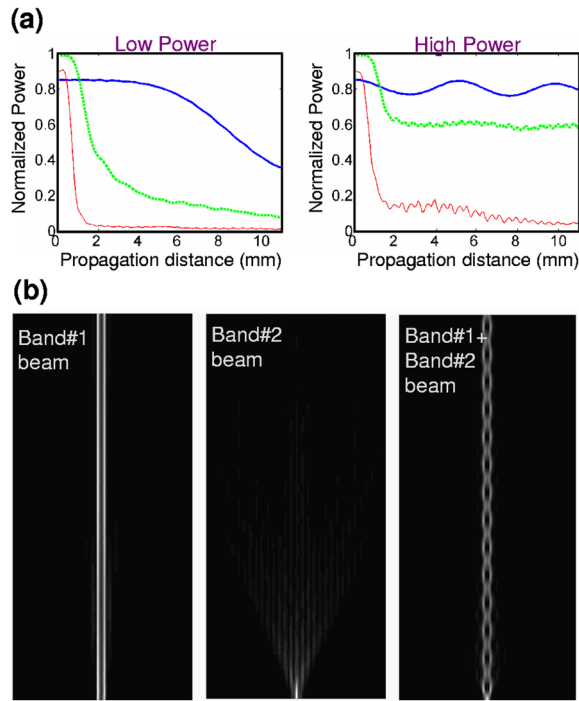 (a)
Low Power
High Power
Normalized Power
1
0.8
0.6
0.4
0.2
0
0
2
4
6
8
10
Propagation distance (mm)
Normalized Power
1
0.8
0.6
0.4
0.2
0
0
2
4
6
8
10
Propagation distance (mm)
(b)
Band#1
beam
Band#2
beam
Band#1+
Band#2
beam